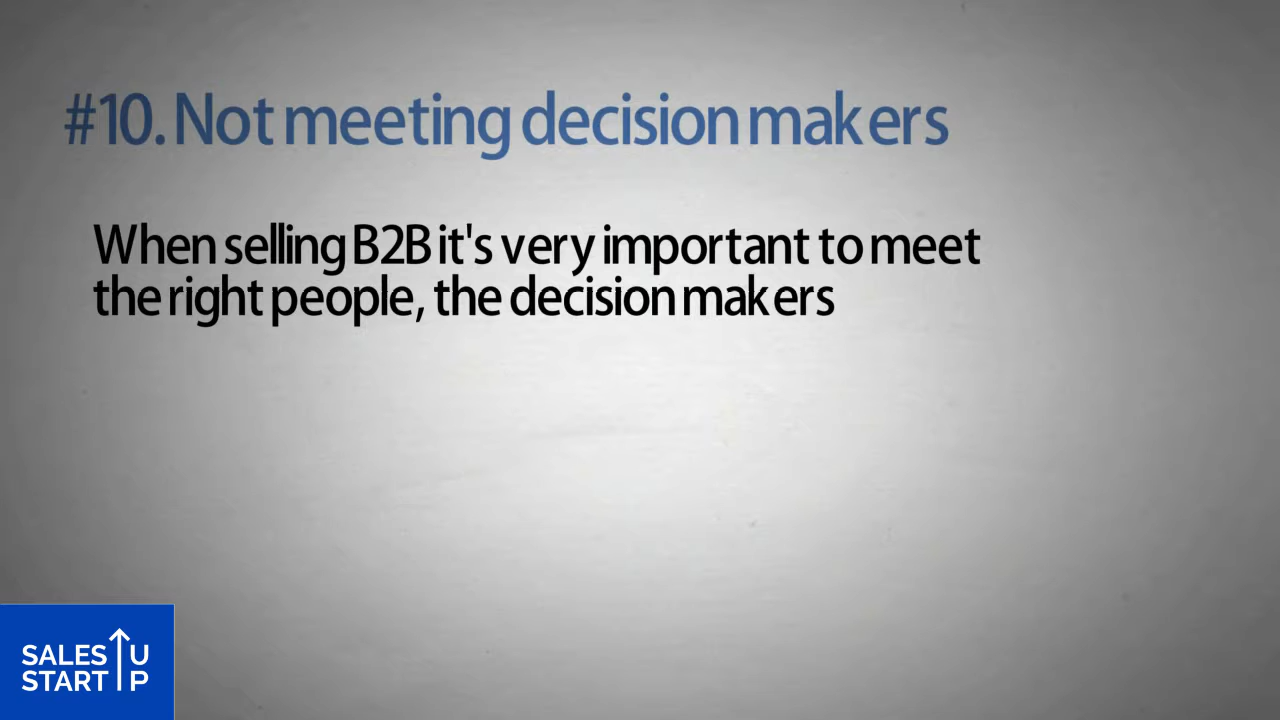 #10. Not meeting decision makers
When selling B2B it's very important to meet
the right people, the decision makers
SALES U
START P